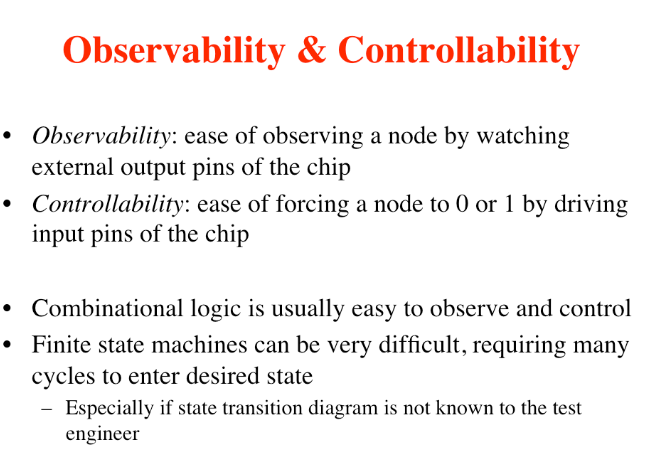 Observability & Controllability
• Observability: ease of observing a node by watching
external output pins of the chip
• Controllability: ease of forcing a node to 0 or 1 by driving
input pins of the chip
• Combinational logic is usually easy to observe and control
• Finite state machines can be very difficult, requiring many
cycles to enter desired state
– Especially if state transition diagram is not known to the test
engineer